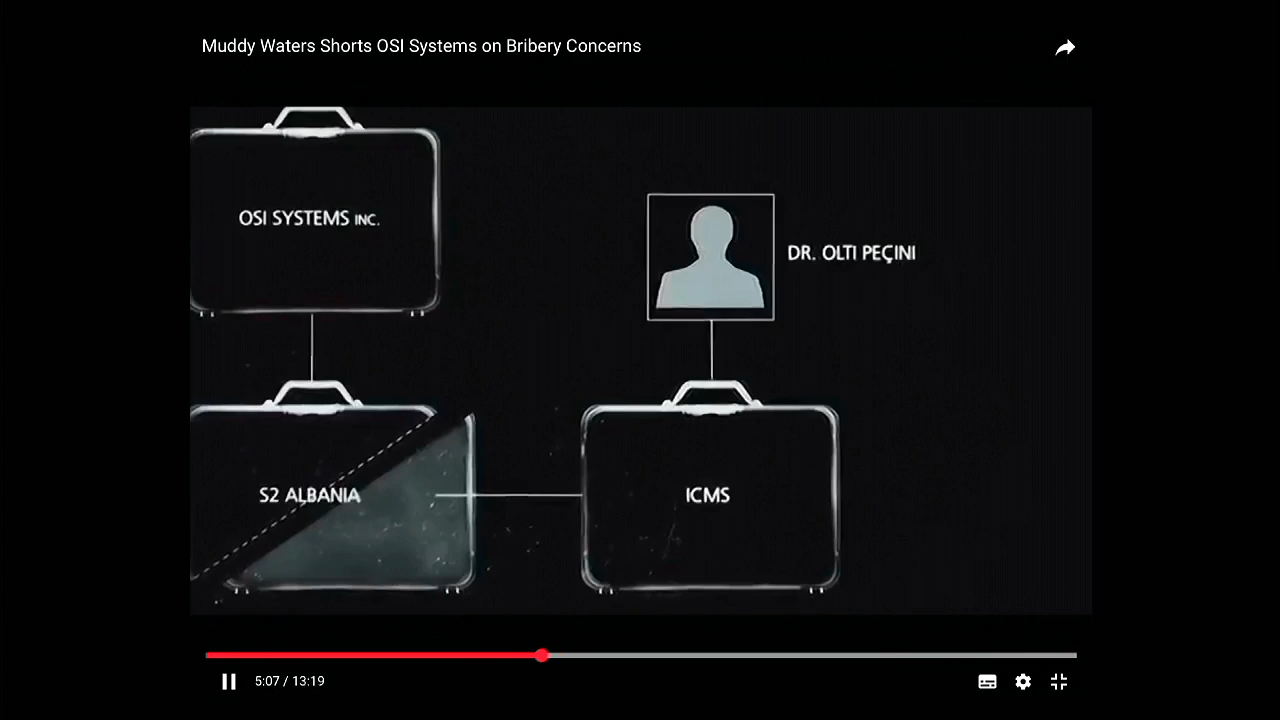 Muddy Waters Shorts OSI Systems on Bribery Concerns
OSI SYSTEMS INC.
DR. OLTI PEÇINI
S2 ALBANIA
ICMS
5:07 / 13:19